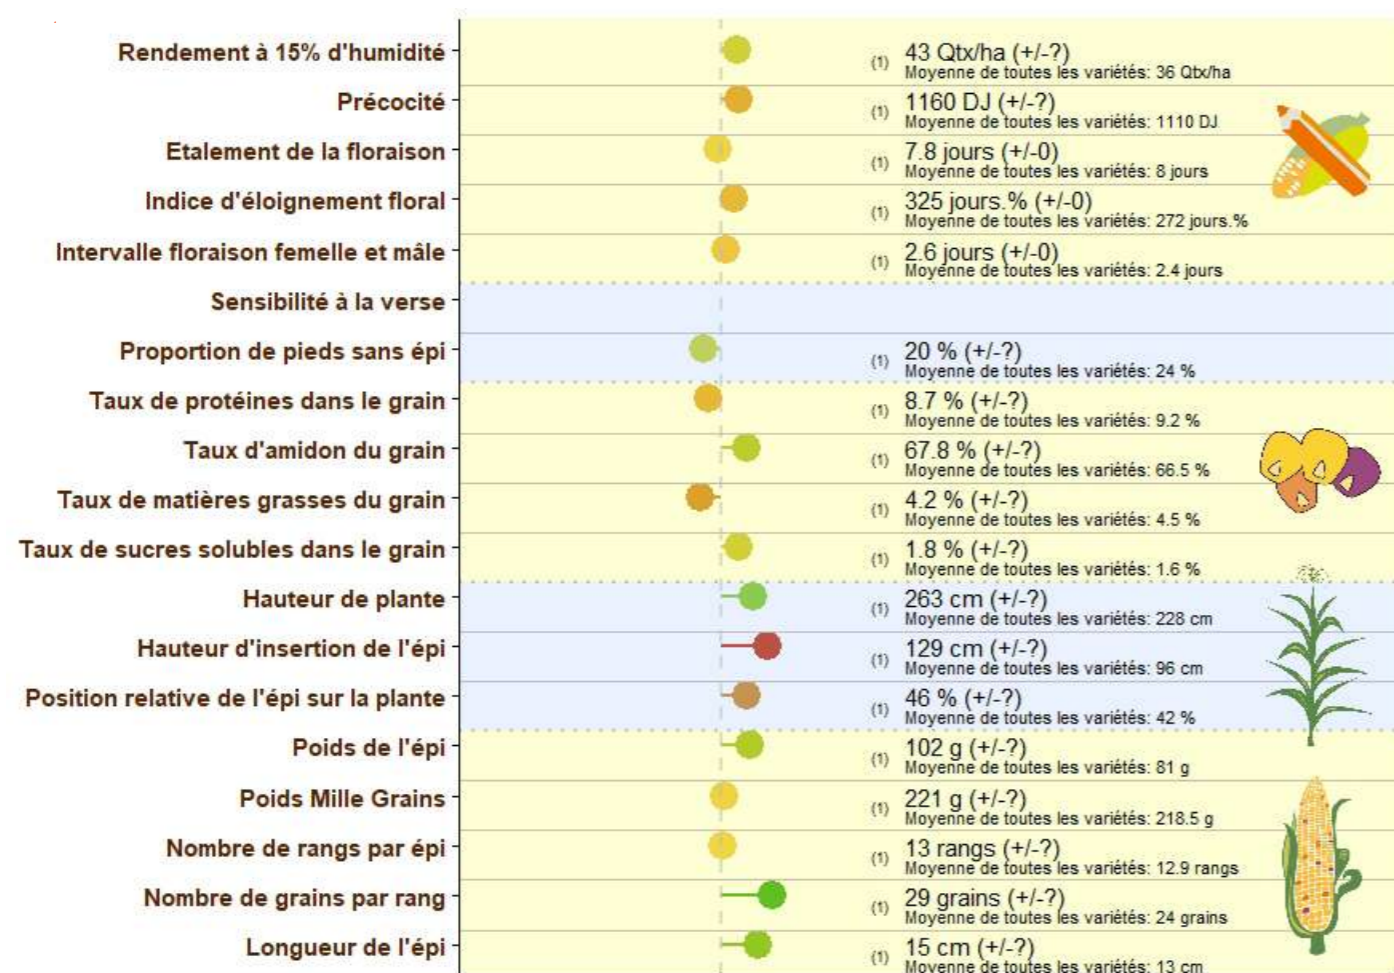 Rendement à 15% d'humidité
(1) 43 Qtx/ha (+/-?)
Moyenne de toutes les variétés: 36 Qtx/ha
Précocité
(1) 1160 DJ (+/-?)
Moyenne de toutes les variétés: 1110 DJ
Etalement de la floraison
(1) 7.8 jours (+/-0)
Moyenne de toutes les variétés: 8 jours
Indice d'éloignement floral
(1) 325 jours.% (+/-0)
Moyenne de toutes les variétés: 272 jours.%
Intervalle floraison femelle et mâle
(1) 2.6 jours (+/-0)
Moyenne de toutes les variétés: 2.4 jours
Sensibilité à la verse
Proportion de pieds sans épi
(1) 20 % (+/-?)
Moyenne de toutes les variétés: 24 %
Taux de protéines dans le grain
(1) 8.7 % (+/-?)
Moyenne de toutes les variétés: 9.2 %
Taux d'amidon du grain
(1) 67.8 % (+/-?)
Moyenne de toutes les variétés: 66.5 %
Taux de matières grasses du grain
(1) 4.2 % (+/-?)
Moyenne de toutes les variétés: 4.5 %
Taux de sucres solubles dans le grain
(1) 1.8 % (+/-?)
Moyenne de toutes les variétés: 1.6 %
Hauteur de plante
(1) 263 cm (+/-?)
Moyenne de toutes les variétés: 228 cm
Hauteur d'insertion de l'épi
(1) 129 cm (+/-?)
Moyenne de toutes les variétés: 96 cm
Position relative de l'épi sur la plante
(1) 46 % (+/-?)
Moyenne de toutes les variétés: 42 %
Poids de l'épi
(1) 102 g (+/-?)
Moyenne de toutes les variétés: 81 g
Poids Mille Grains
(1) 221 g (+/-?)
Moyenne de toutes les variétés: 218.5 g
Nombre de rangs par épi
(1) 13 rangs (+/-?)
Moyenne de toutes les variétés: 12.9 rangs
Nombre de grains par rang
(1) 29 grains (+/-?)
Moyenne de toutes les variétés: 24 grains
Longueur de l'épi
(1) 15 cm (+/-?)
Moyenne de toutes les variétés: 13 cm